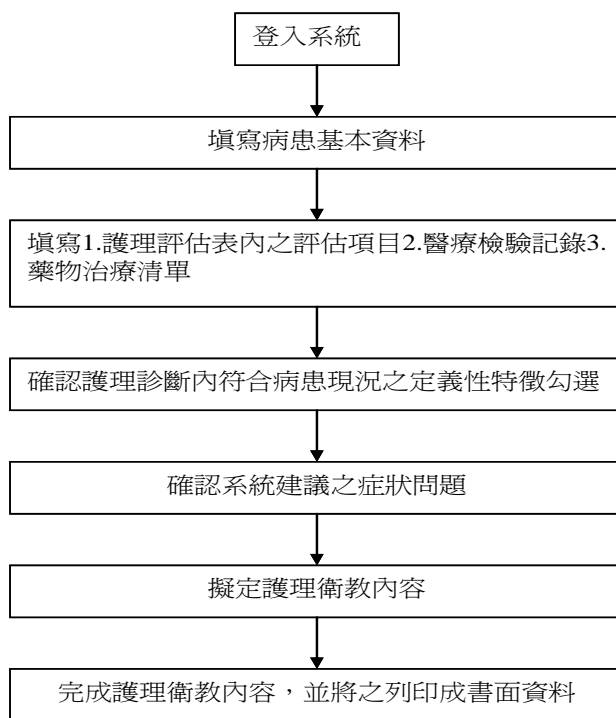 登入系統
填寫病患基本資料
填寫1.護理評估表內之評估項目2.醫療檢驗記錄3.
藥物治療清單
確認護理診斷內符合病患現況之定義性特徵勾選
確認系統建議之症狀問題
擬定護理衛教內容
完成護理衛教內容，並將之列印成書面資料